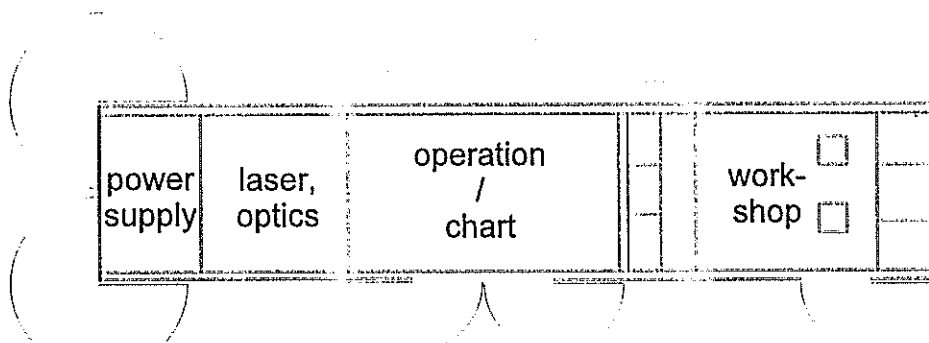 power
supply
laser,
optics
operation
/
chart
work-
shop